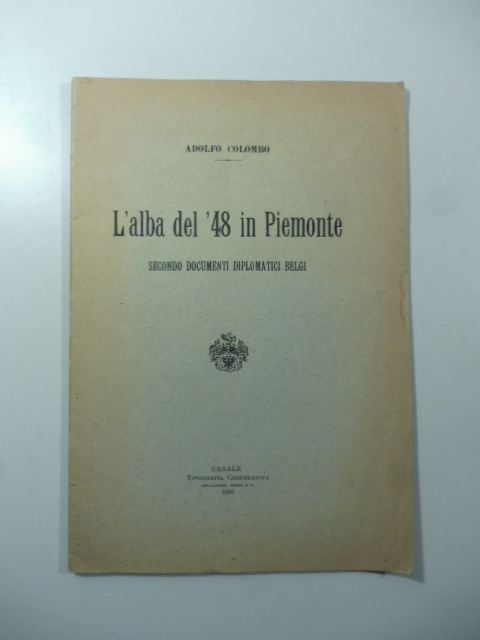 ADOLFO COLOMBO
L'alba del '48 in Piemonte
SECONDO DOCUMENTI DIPLOMATICI BELGI
CASALE
TIPOGRAFIA COOPERATIVA